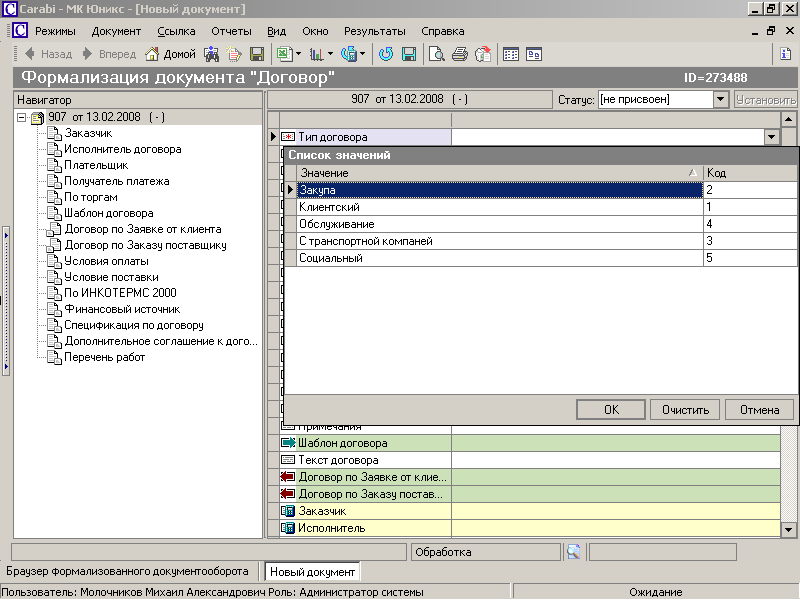 Carabi - МК Юникс - [Новый документ]
Режимы Документ Ссылка Отчеты Вид Окно Результаты Справка
Назад Вперед Домой
Формализация документа "Договор" ID=273488
Навигатор
907 от 13.02.2008 ( - )
Заказчик
Исполнитель договора
Плательщик
Получатель платежа
По торгам
Шаблон договора
Договор по Заявке от клиента
Договор по Заказу поставщику
Условия оплаты
Условие поставки
По ИНКОТЕРМС 2000
Финансовый источник
Спецификация по договору
Дополнительное соглашение к дого...
Перечень работ
907 от 13.02.2008 ( - ) Статус: [не присвоен] Установить
Тип договора
Список значений
Значение Код
Закупа 2
Клиентский 1
Обслуживание 4
С транспортной компаней 3
Социальный 5
OK Очистить Отмена
Примечания
Шаблон договора
Текст договора
Договор по Заявке от клие...
Договор по Заказу постав...
Заказчик
Исполнитель
Обработка
Браузер формализованного документооборота Новый документ
Пользователь: Молочников Михаил Александрович Роль: Администратор системы Ожидание